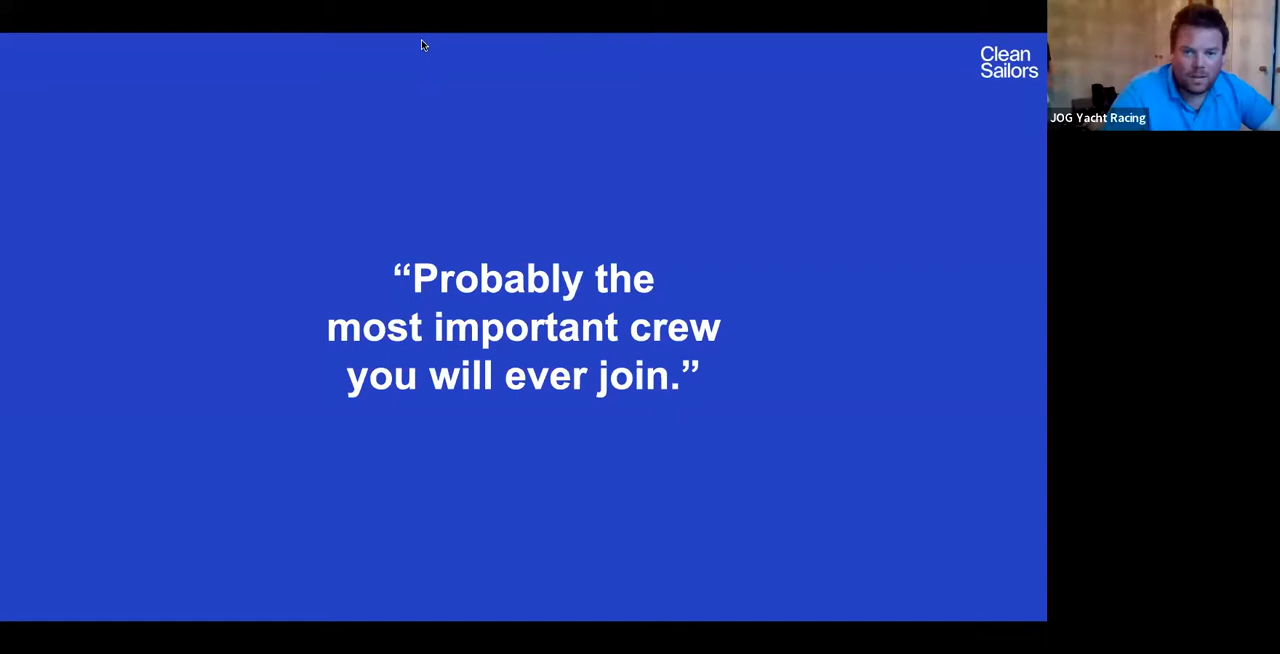 Clean
Sailors
JOG Yacht Racing
“Probably the
most important crew
you will ever join.”